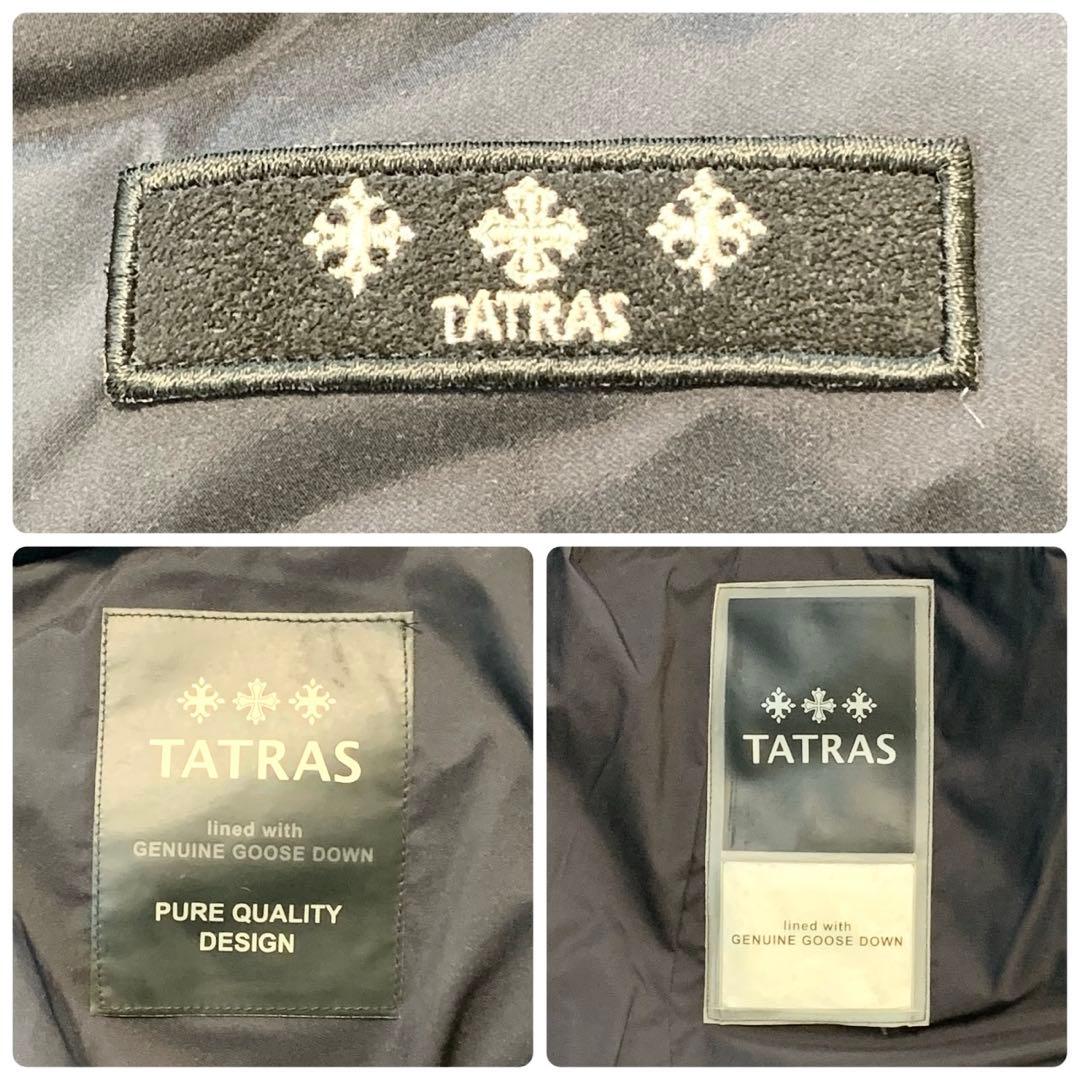 TATRAS
TATRAS
lined with
GENUINE GOOSE DOWN
PURE QUALITY
DESIGN
TATRAS
lined with
GENUINE GOOSE DOWN